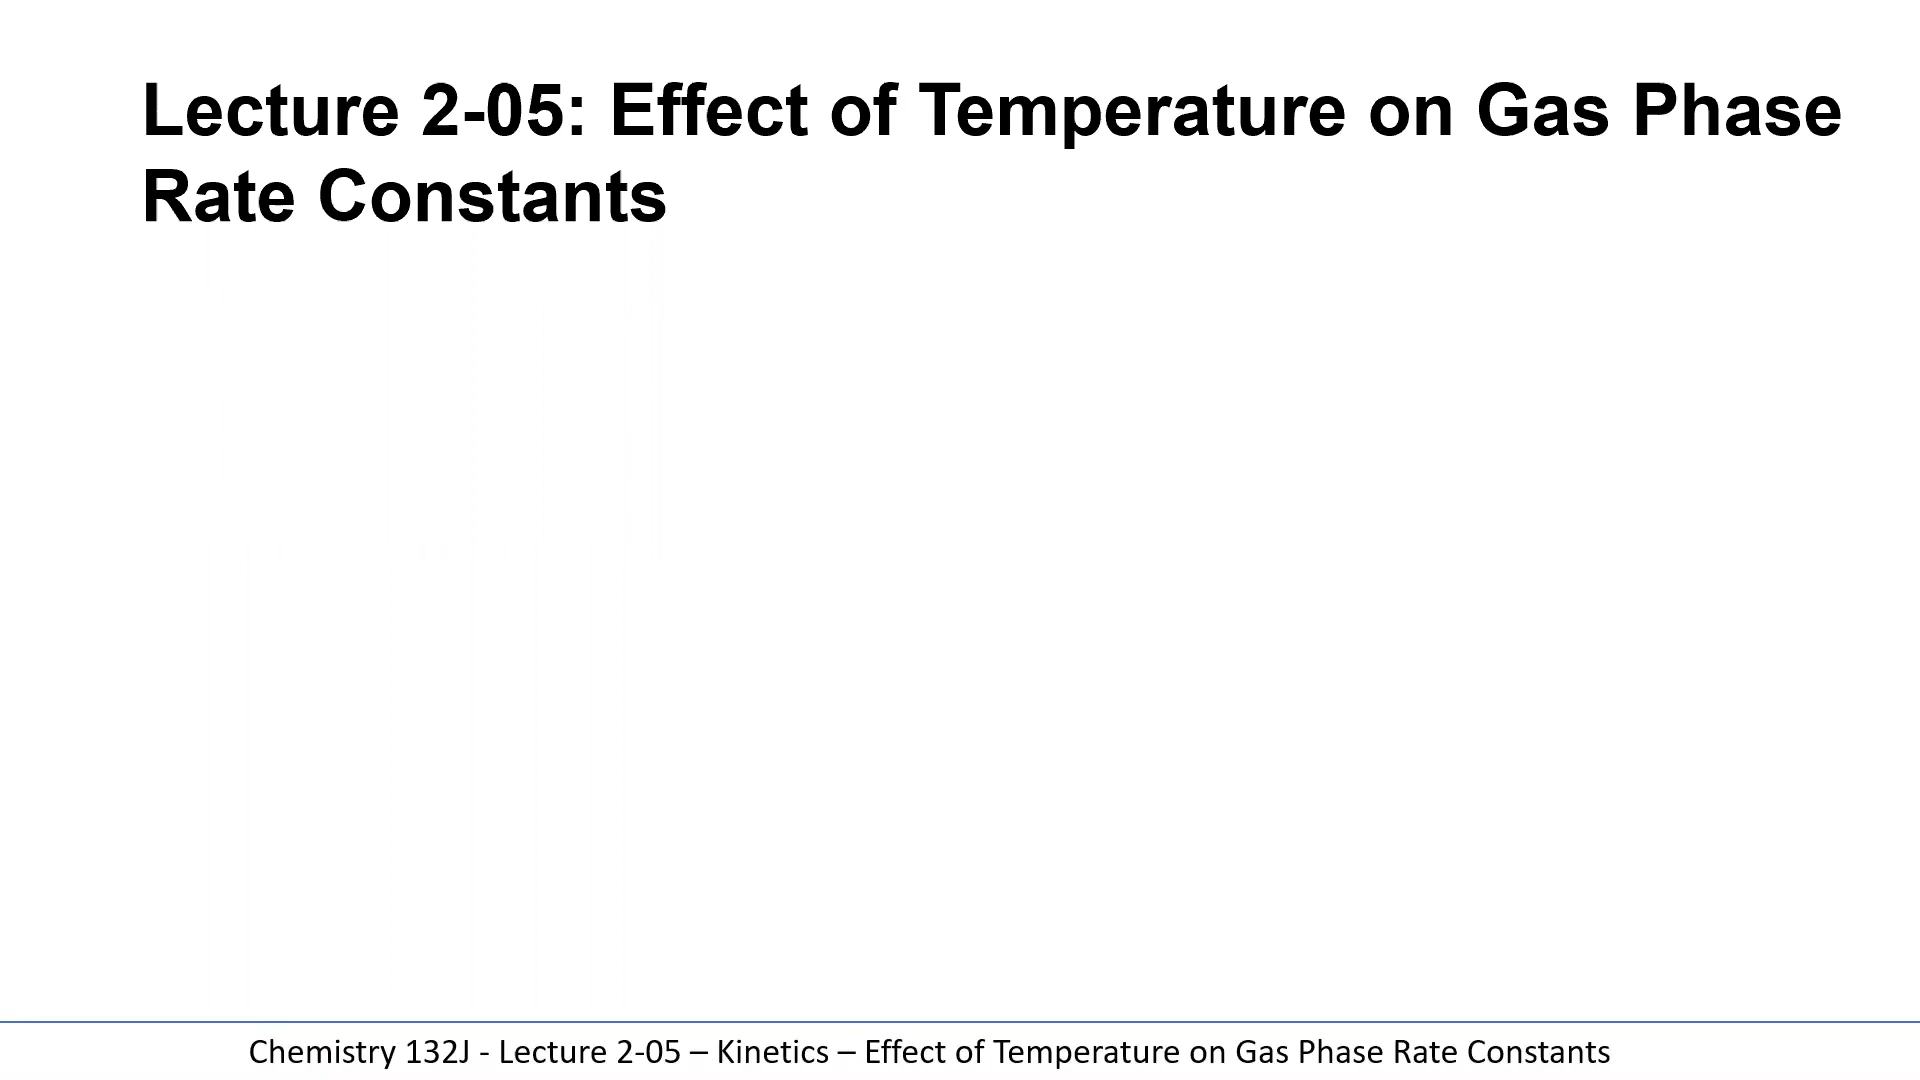 Lecture 2-05: Effect of Temperature on Gas Phase
Rate Constants
Chemistry 132J - Lecture 2-05 – Kinetics – Effect of Temperature on Gas Phase Rate Constants